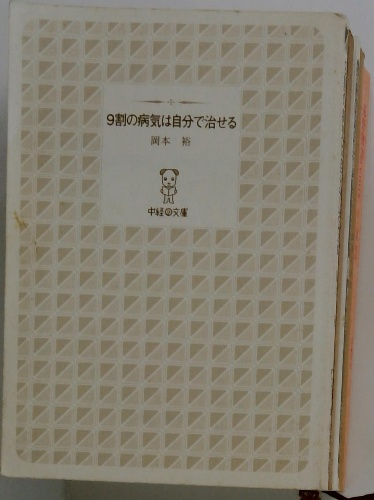 9割の病気は自分で治せる
岡本 裕
中経の文庫